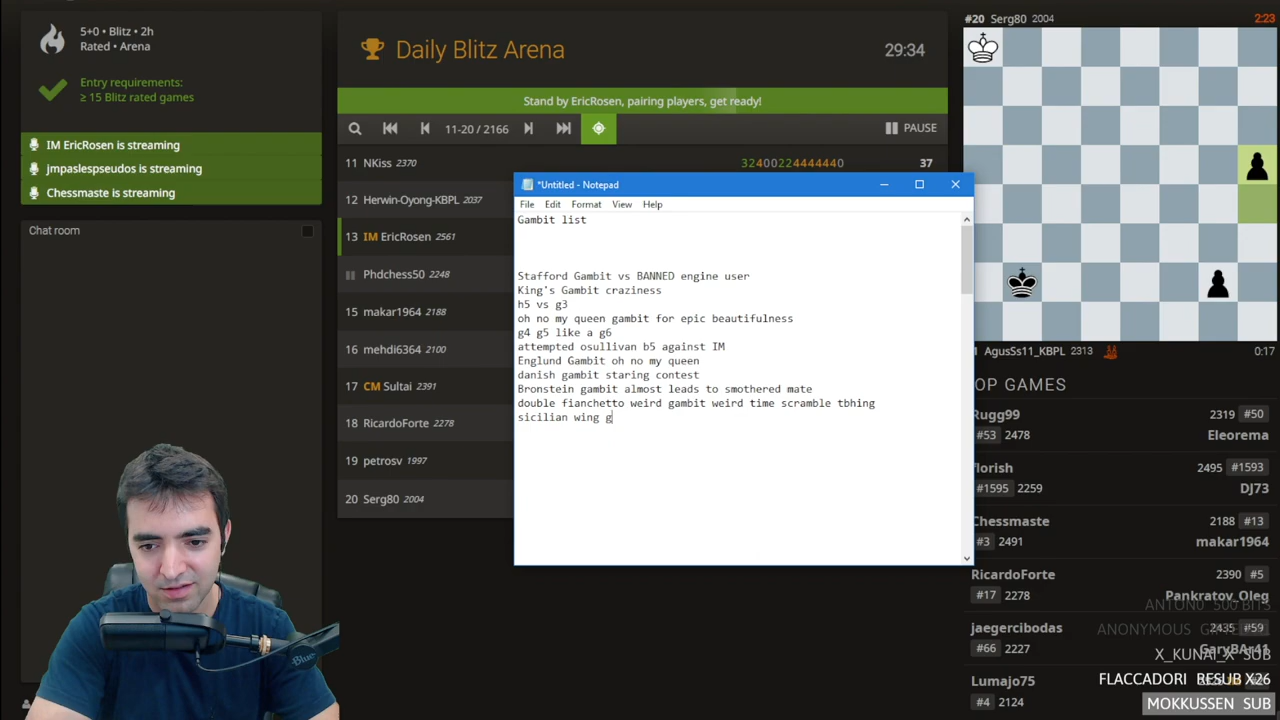 5+0 • Blitz • 2h
Rated • Arena
Entry requirements:
≥ 15 Blitz rated games
IM EricRosen is streaming
jmpaslespseudos is streaming
Chessmaste is streaming
Chat room
Daily Blitz Arena
29:34
Stand by EricRosen, pairing players, get ready!
11-20 / 2166
PAUSE
11 NKiss 2370 324002244444440 37
12 Herwin-Oyong-KBPL 2037
13 IM EricRosen 2561
Phdchess50 2248
15 makar1964 2188
16 mehdi6364 2100
17 CM Sultai 2391
18 RicardoForte 2278
19 petrosv 1997
20 Serg80 2004
*Untitled - Notepad
File Edit Format View Help
Gambit list
Stafford Gambit vs BANNED engine user
King's Gambit craziness
h5 vs g3
oh no my queen gambit for epic beautifulness
g4 g5 like a g6
attempted osullivan b5 against IM
Englund Gambit oh no my queen
danish gambit staring contest
Bronstein gambit almost leads to smothered mate
double fianchetto weird gambit weird time scramble tbhing
sicilian wing g
#20 Serg80 2004 2:23
AgusSs11_KBPL 2313 0:17
OP GAMES
Rugg99 2319 #50
#53 2478 Eleorema
florish 2495 #1593
#1595 2259 DJ73
Chessmaste 2188 #13
#3 2491 makar1964
RicardoForte 2390 #5
#17 2278 Pankratov_Oleg
ANTON0 500 BITS
jaegercibodas 2435 #59
ANONYMOUS
#66 2227 GaryBAr41
X_KUNAI_X SUB
Lumajo75
FLACCADORI RESUB X26
#4 2124
MOKKUSSEN SUB
Blue